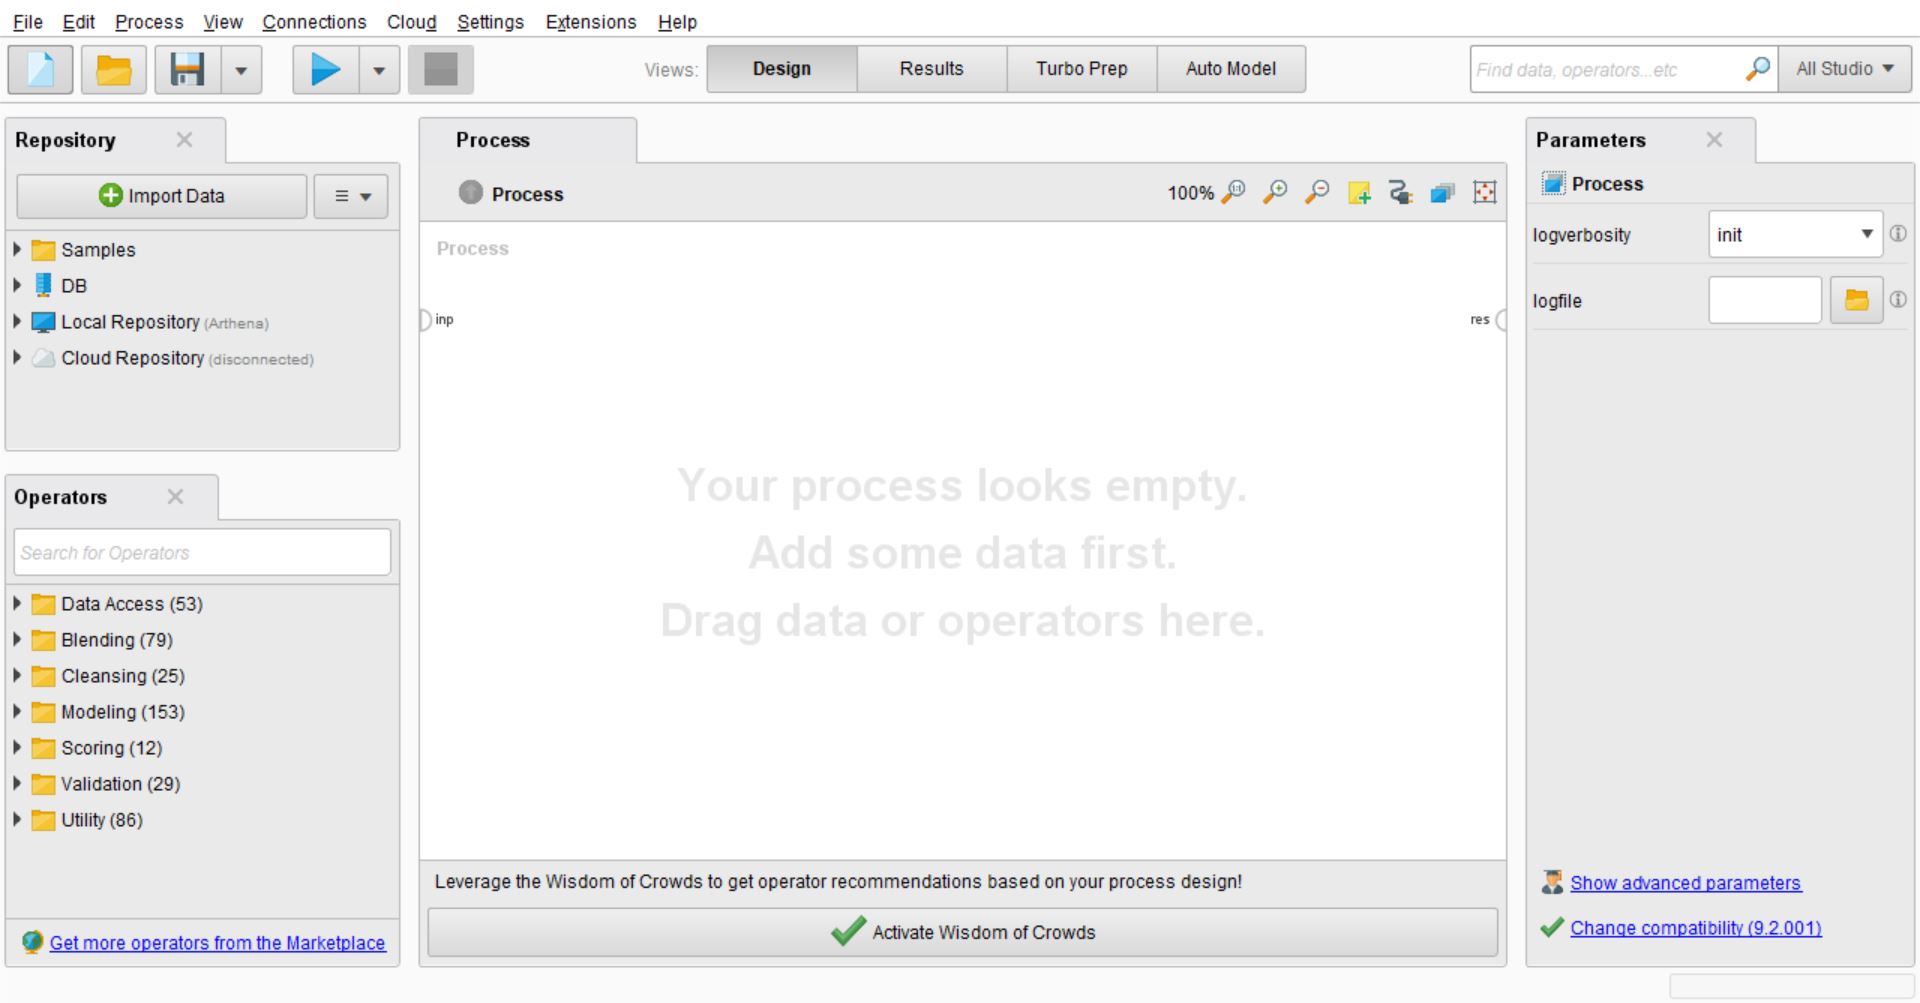 File Edit Process View Connections Cloud Settings Extensions Help
Views: Design Results Turbo Prep Auto Model Find data, operators...etc All Studio
Repository
Import Data
Samples
DB
Local Repository (Arthena)
Cloud Repository (disconnected)
Operators
Search for Operators
Data Access (53)
Blending (79)
Cleansing (25)
Modeling (153)
Scoring (12)
Validation (29)
Utility (86)
Get more operators from the Marketplace
Process
Process 100%
Process
inp res
Your process looks empty.
Add some data first.
Drag data or operators here.
Leverage the Wisdom of Crowds to get operator recommendations based on your process design!
Activate Wisdom of Crowds
Parameters
Process
logverbosity init
logfile
Show advanced parameters
Change compatibility (9.2.001)